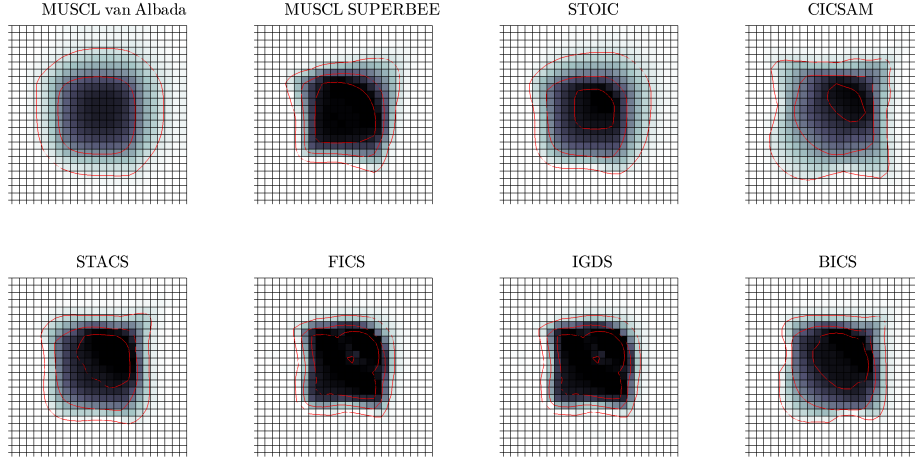 MUSCL van Albada
MUSCL SUPERBEE
STOIC
CICSAM
STACS
FICS
IGDS
BICS